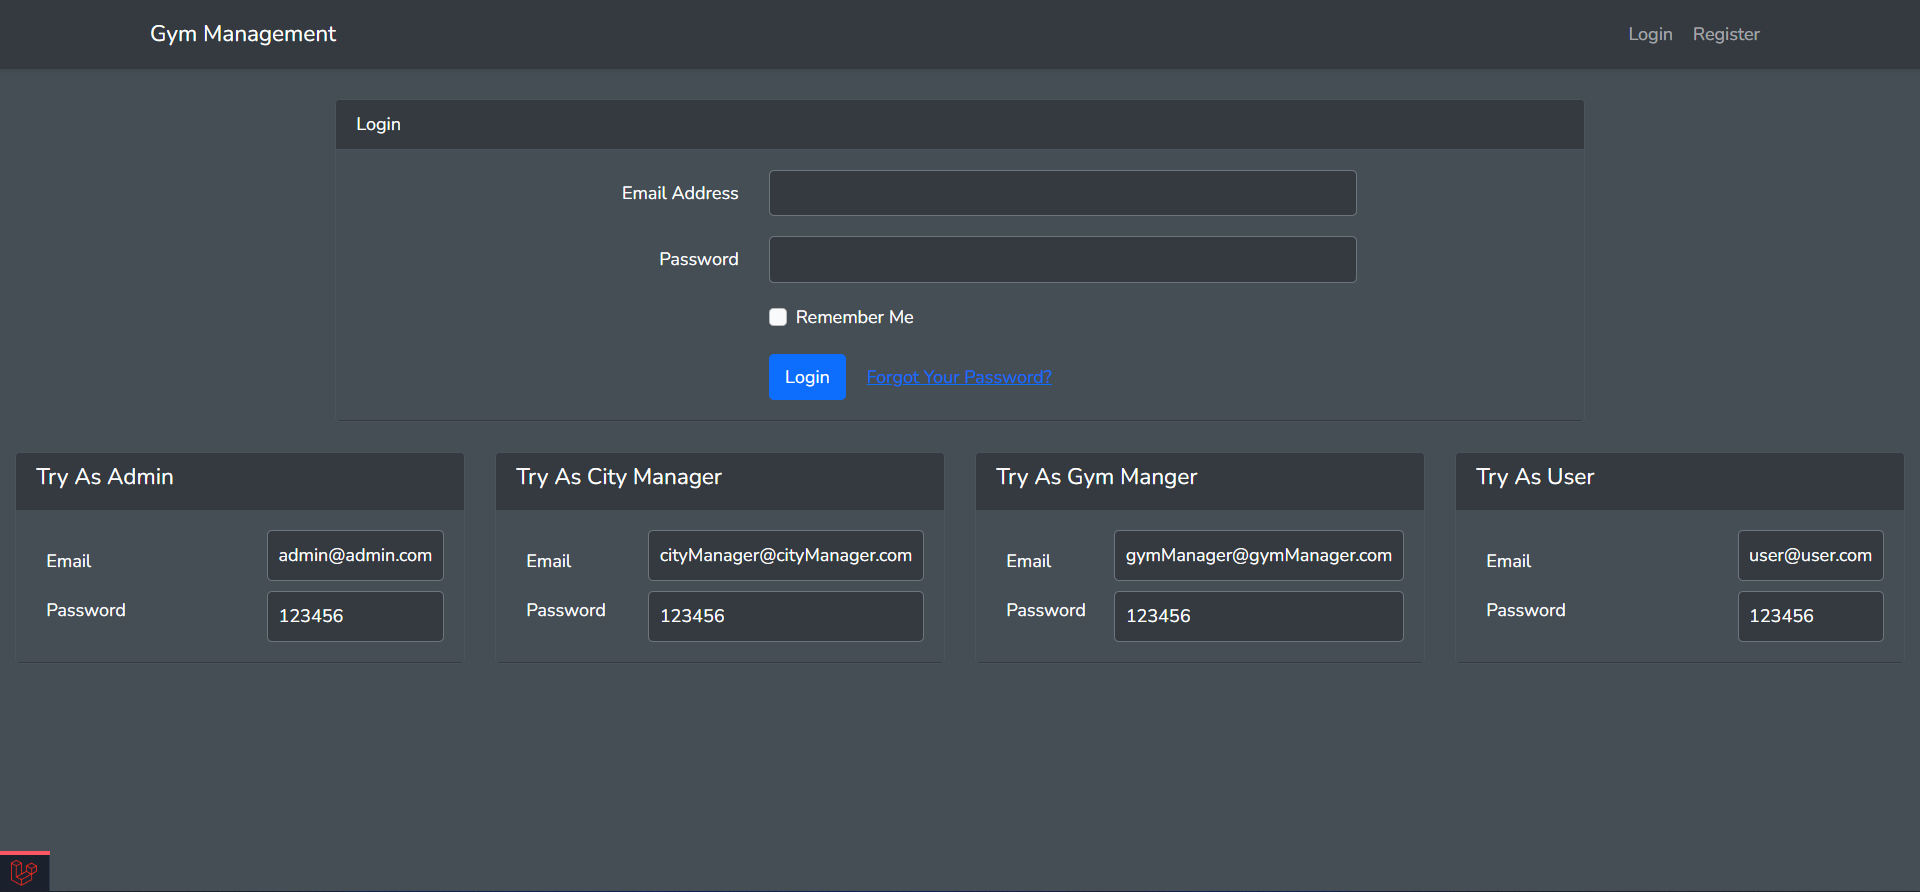 Gym Management
Login Register
Login
Email Address
Password
Remember Me
Login Forgot Your Password?
Try As Admin
Email admin@admin.com
Password 123456
Try As City Manager
Email cityManager@cityManager.com
Password 123456
Try As Gym Manger
Email gymManager@gymManager.com
Password 123456
Try As User
Email user@user.com
Password 123456